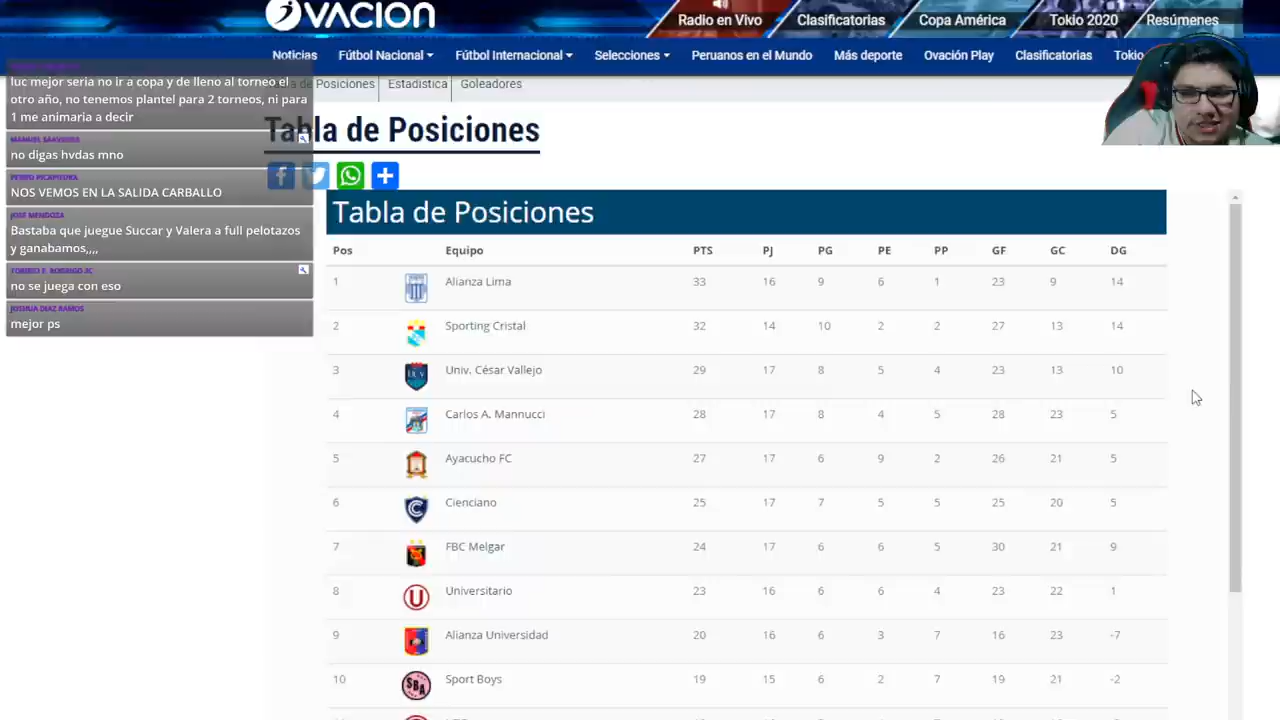 OVACION
Radio en Vivo
Clasificatorias
Copa América
Tokio 2020
Resúmenes
Noticias
Fútbol Nacional
Fútbol Internacional
Selecciones
Peruanos en el Mundo
Más deporte
Ovación Play
Clasificatorias
Tokio
de Posiciones
Estadística
Goleadores
luc mejor seria no ir a copa y de lleno al torneo el
otro año, no tenemos plantel para 2 torneos, ni para
1 me animaria a decir
no digas hvdas mno
PEDRO PICAPIEDRA
NOS VEMOS EN LA SALIDA CARBALLO
JOSE MENDOZA
Bastaba que juegue Succar y Valera a full pelotazos
y ganabamos,,,,
no se juega con eso
JOSHUA DIAZ RAMOS
mejor ps
Tabla de Posiciones
Tabla de Posiciones
Pos Equipo PTS PJ PG PE PP GF GC DG
1 Alianza Lima 33 16 9 6 1 23 9 14
2 Sporting Cristal 32 14 10 2 2 27 13 14
3 Univ. César Vallejo 29 17 8 5 4 23 13 10
4 Carlos A. Mannucci 28 17 8 4 5 28 23 5
5 Ayacucho FC 27 17 6 9 2 26 21 5
6 Cienciano 25 17 7 5 5 25 20 5
7 FBC Melgar 24 17 6 6 5 30 21 9
8 Universitario 23 16 6 6 4 23 22 1
9 Alianza Universidad 20 16 6 3 7 16 23 -7
10 Sport Boys 19 15 6 2 7 19 21 -2